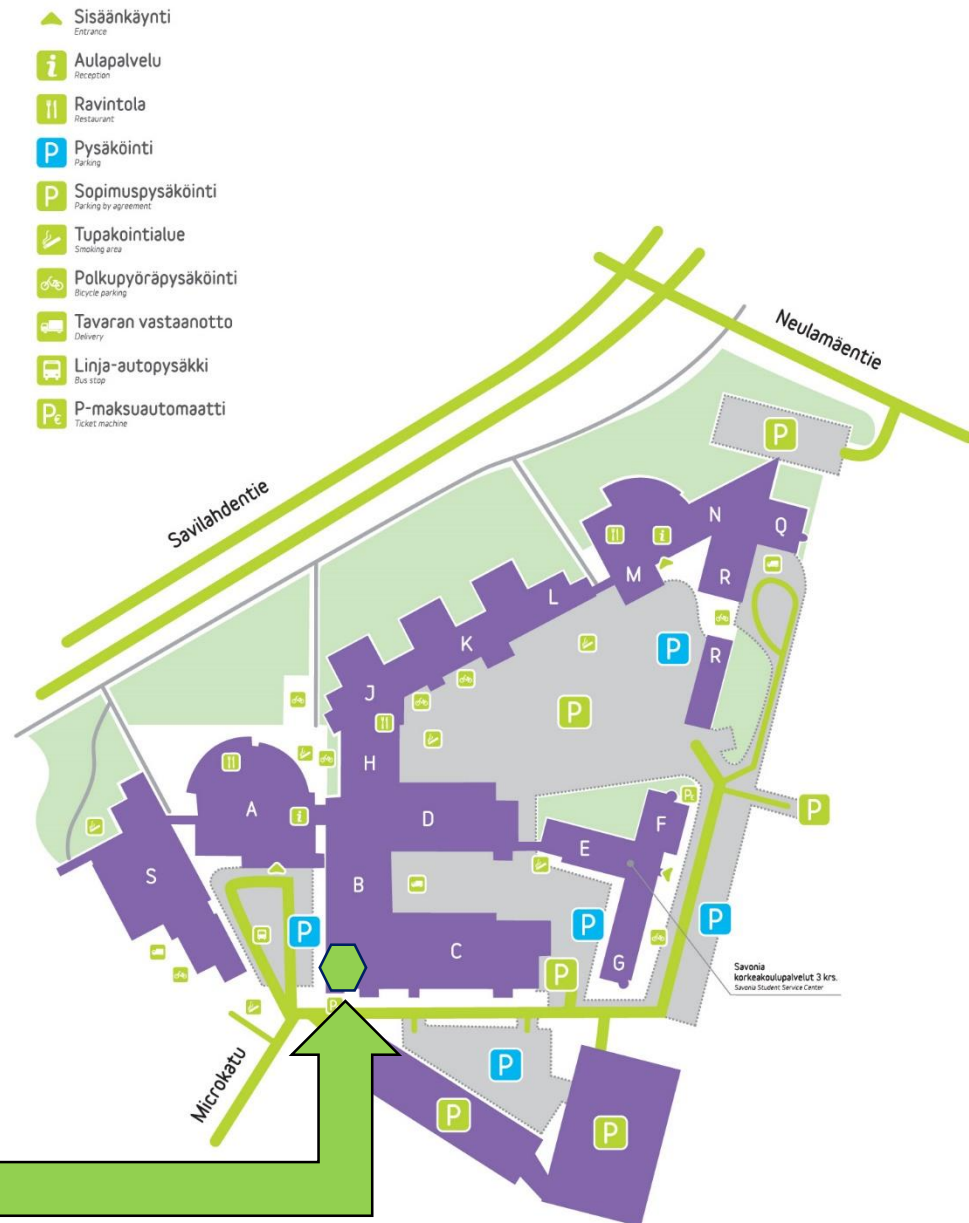 Sisäänkäynti
Entrance
i
Aulapalvelu
Reception
Ravintola
Restaurant
P
Pysäköinti
Parking
P
Sopimuspysäköinti
Parking by agreement
Tupakointialue
Smoking area
Polkupyöräpysäköinti
Bicycle parking
Tavaran vastaanotto
Delivery
Linja-autopysäkki
Bus stop
P€
P-maksuautomaatti
Ticket machine
Neulamäentie
Savilahdentie
P
N
Q
i
M
R
L
K
P
R
J
P
H
A
i
D
P€
F
P
E
S
B
P
P
P
C
G
P
Savonia
korkeakoulupalvelut 3 krs.
Savonia Student Service Center
P
Microkatu
P
P
P